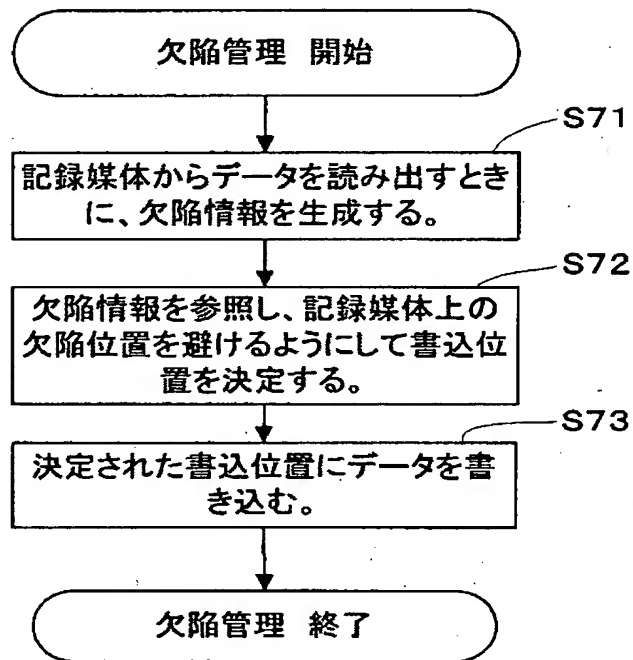 欠陥管理 開始
S71
記録媒体からデータを読み出すとき
に、欠陥情報を生成する。
S72
欠陥情報を参照し、記録媒体上の
欠陥位置を避けるようにして書込位
置を決定する。
S73
決定された書込位置にデータを書
き込む。
欠陥管理 終了